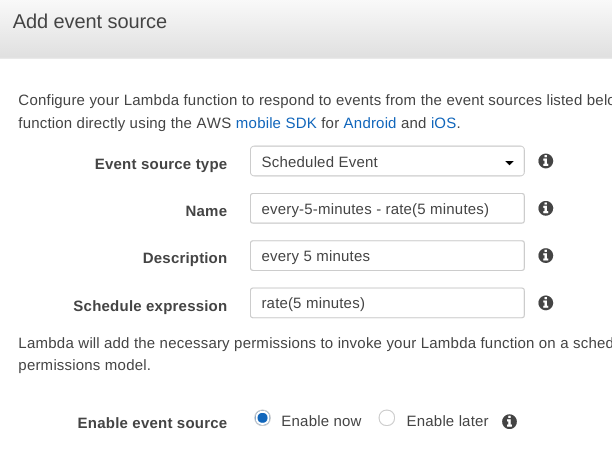 Add event source
Configure your Lambda function to respond to events from the event sources listed
function directly using the AWS mobile SDK for Android and iOS.
Event source type Scheduled Event
Name every-5-minutes - rate(5 minutes)
Description every 5 minutes
Schedule expression rate(5 minutes)
Lambda will add the necessary permissions to invoke your Lambda function on a
permissions model.
Enable event source Enable now Enable later